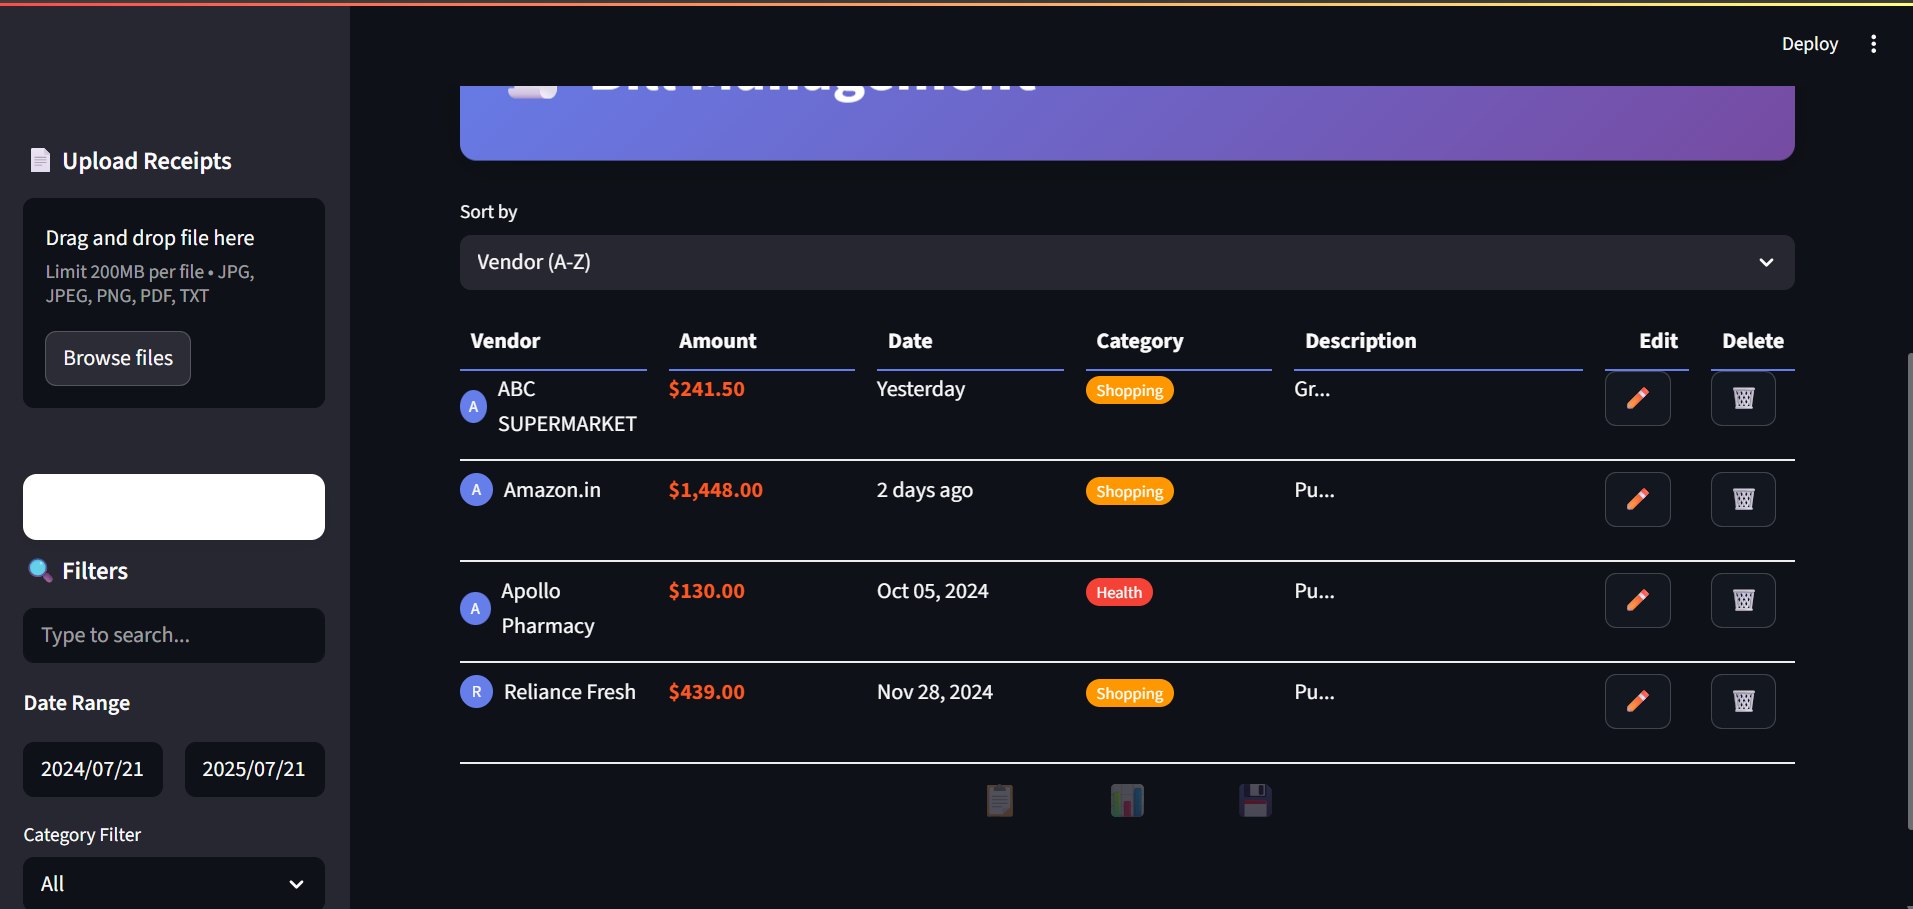 Deploy
Upload Receipts
Drag and drop file here
Limit 200MB per file • JPG,
JPEG, PNG, PDF, TXT
Browse files
Filters
Type to search...
Date Range
2024/07/21 2025/07/21
Category Filter
All
Bill Management
Sort by
Vendor (A-Z)
Vendor Amount Date Category Description Edit Delete
A ABC $241.50 Yesterday Shopping Gr...
SUPERMARKET
A Amazon.in $1,448.00 2 days ago Shopping Pu...
A Apollo $130.00 Oct 05, 2024 Health Pu...
Pharmacy
R Reliance Fresh $439.00 Nov 28, 2024 Shopping Pu...